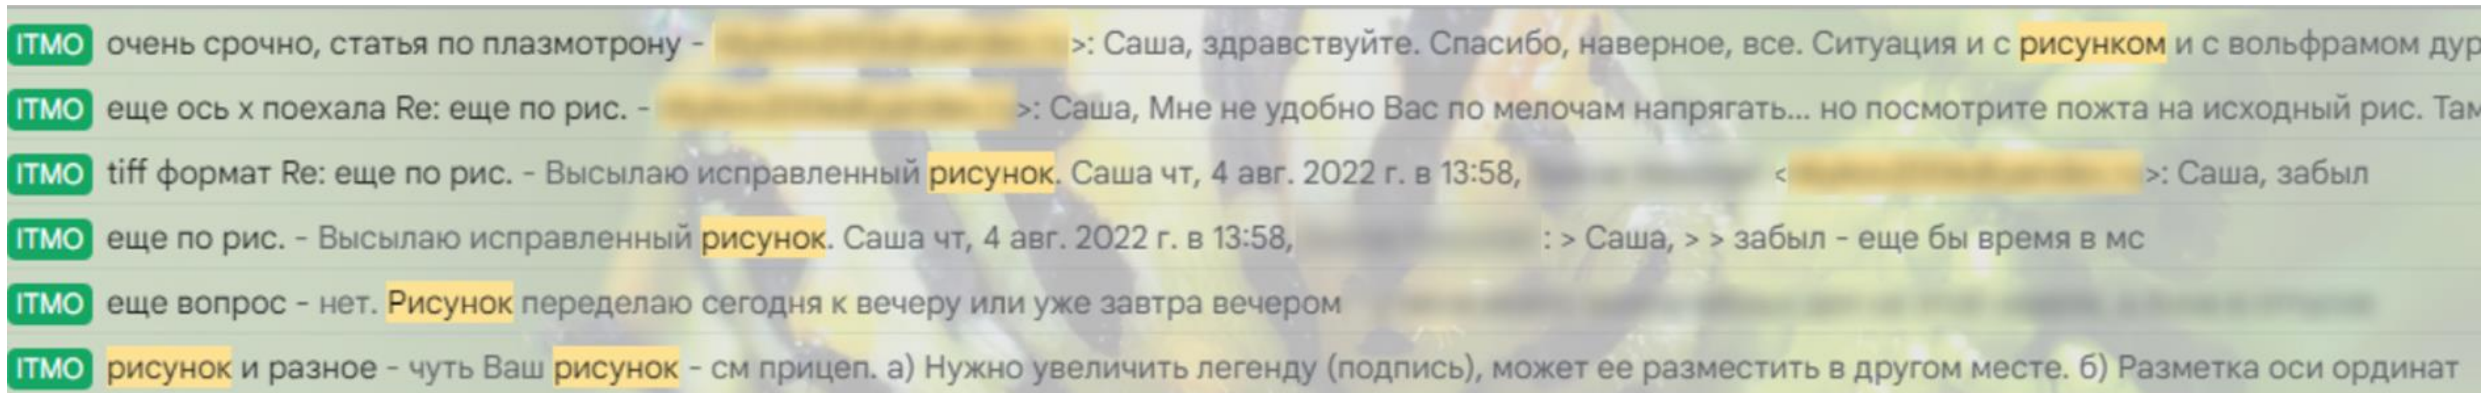 ITMO очень срочно, статья по плазмотрону - >: Саша, здравствуйте. Спасибо, наверное, все. Ситуация и с рисунком и с вольфрамом дур
ITMO еще ось х поехала Re: еще по рис. - >: Саша, Мне не удобно Вас по мелочам напрягать... но посмотрите пожта на исходный рис. Там
ITMO tiff формат Re: еще по рис. - Высылаю исправленный рисунок. Саша чт, 4 авг. 2022 г. в 13:58, < >: Саша, забыл
ITMO еще по рис. - Высылаю исправленный рисунок. Саша чт, 4 авг. 2022 г. в 13:58, : > Саша, > > забыл - еще бы время в мс
ITMO еще вопрос - нет. Рисунок переделаю сегодня к вечеру или уже завтра вечером
ITMO рисунок и разное - чуть Ваш рисунок - см прицеп. а) Нужно увеличить легенду (подпись), может ее разместить в другом месте. б) Разметка оси ординат